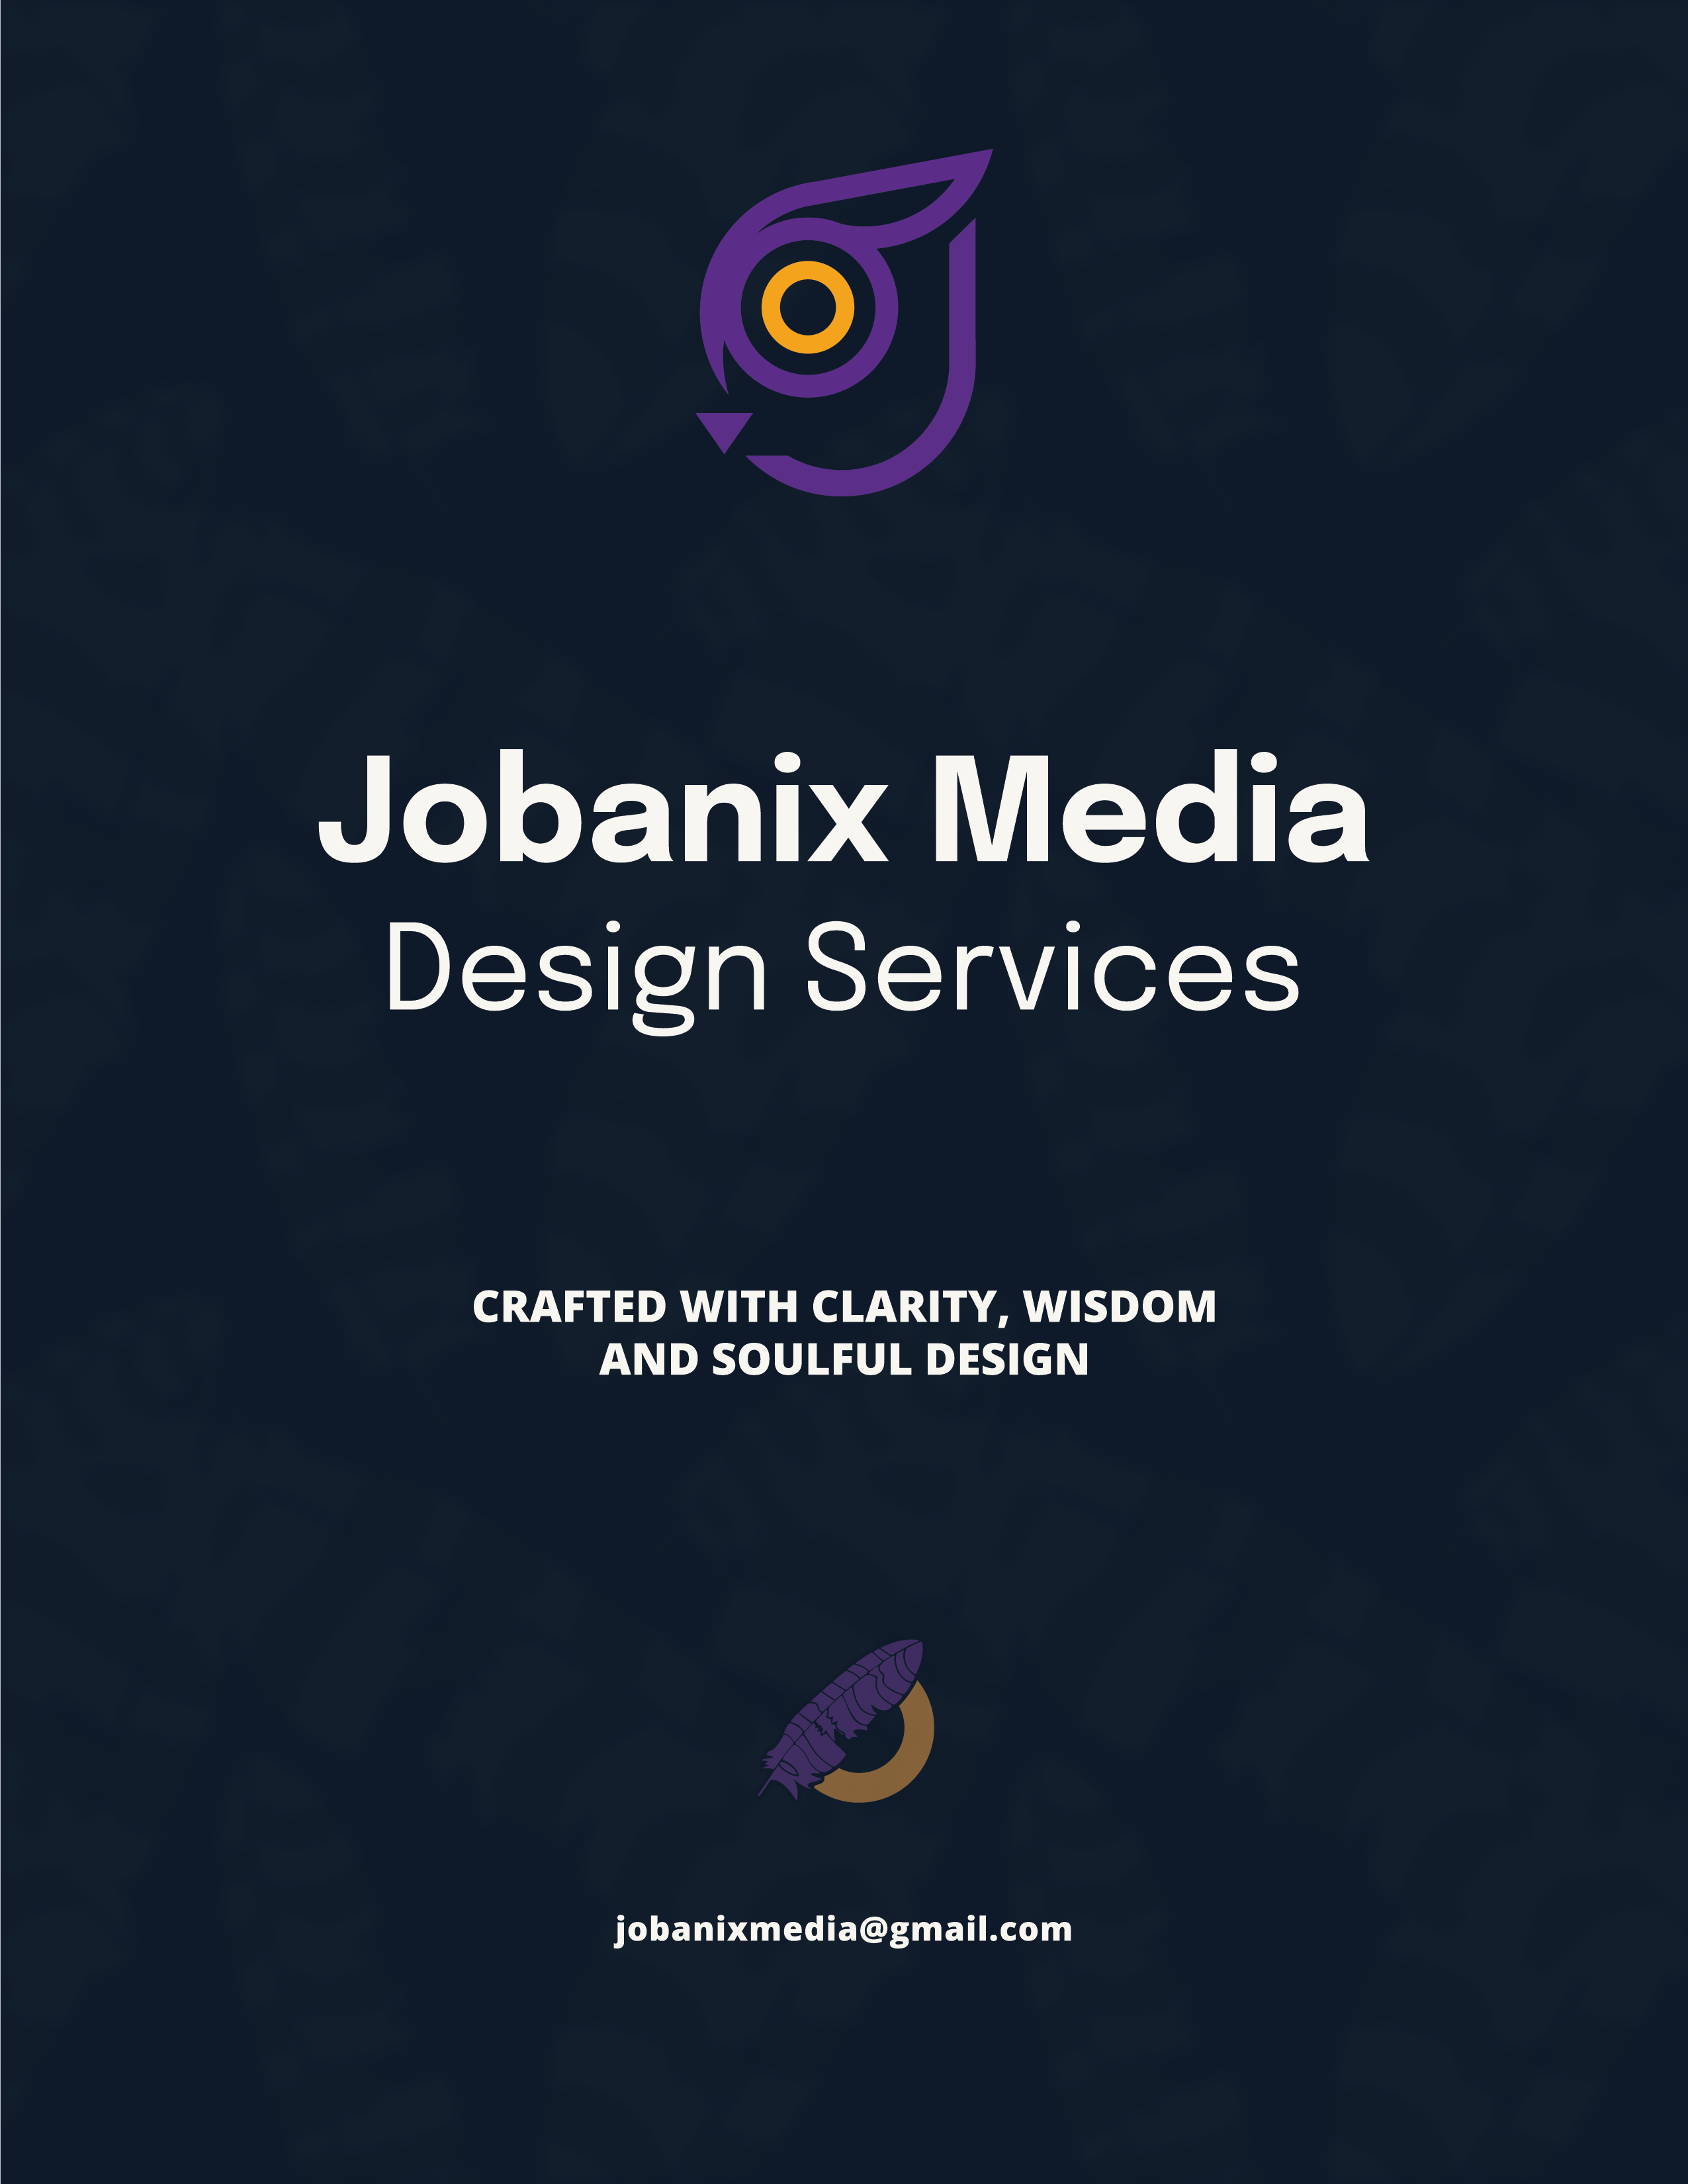 Jobanix Media
Design Services
CRAFTED WITH CLARITY, WISDOM
AND SOULFUL DESIGN
jobanixmedia@gmail.com